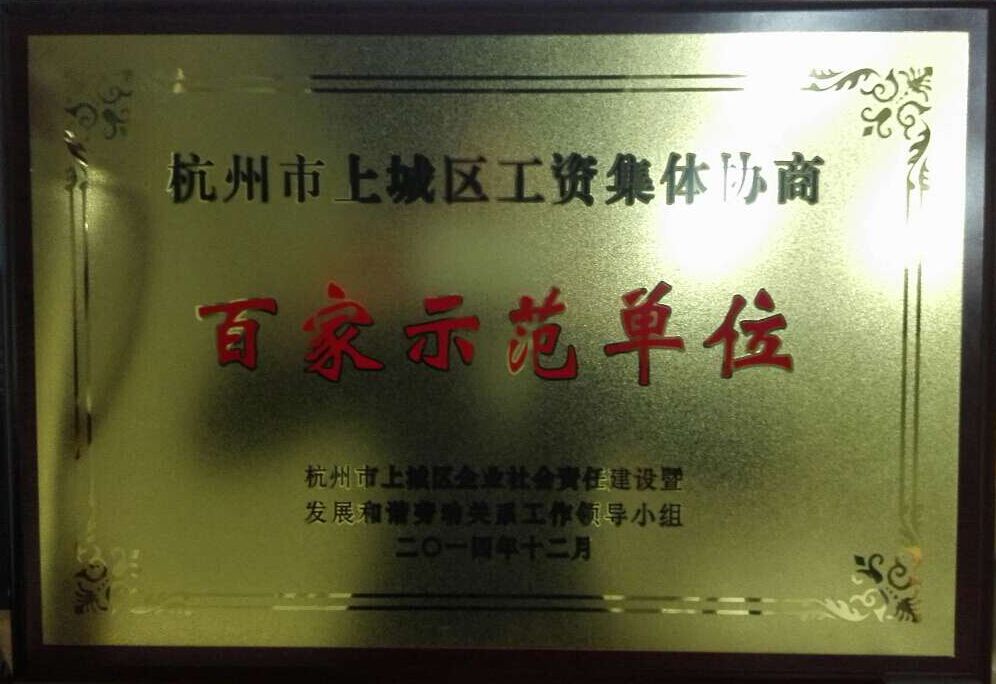 杭州市上城区工资集体协商
百家示范单位
杭州市上城区企业社会责任建设暨
发展和谐劳动关系工作领导小组
二〇一四年十二月